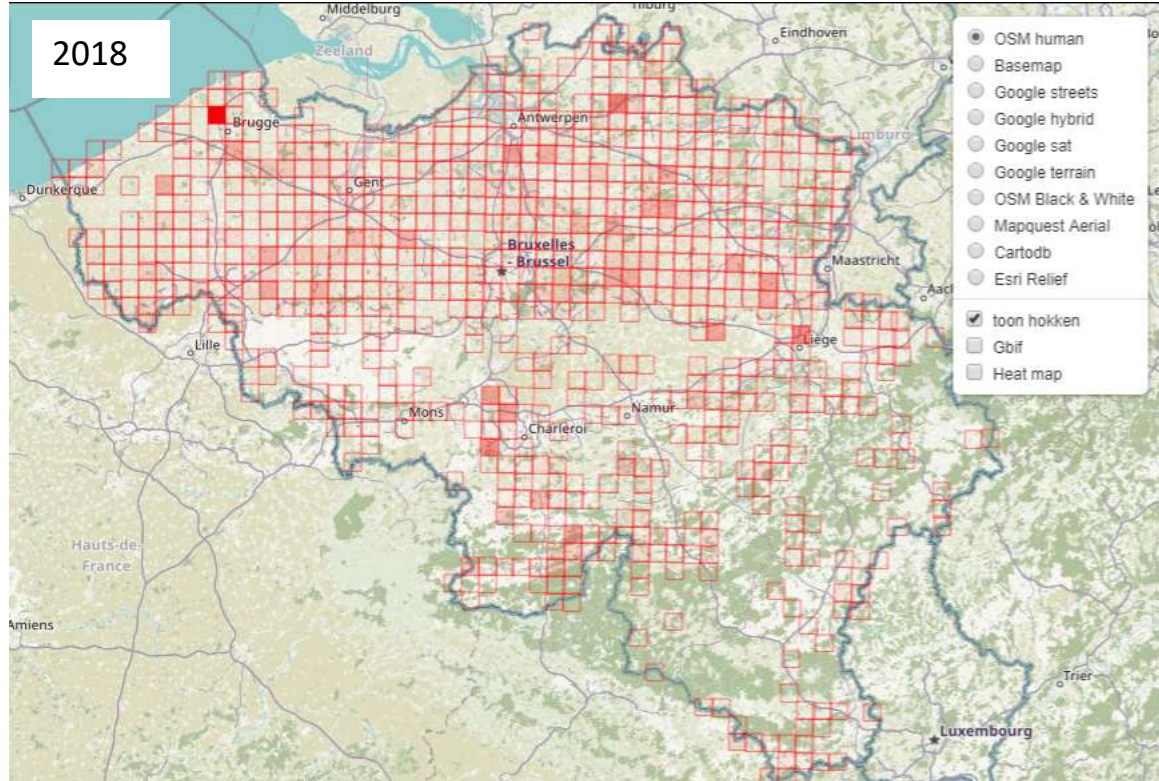 2018
Middelburg
Tilburg
Eindhoven
Zeeland
Brugge
Antwerpen
Limburg
Dunkerque
Gent
Bruxelles
- Brussel
Maastricht
Lille
Liège
Mons
Namur
Charleroi
Hauts-de-
France
Amiens
Trier
Luxembourg
OSM human
Basemap
Google streets
Google hybrid
Google sat
Google terrain
OSM Black & White
Mapquest Aerial
Cartodb
Esri Relief
toon hokken
Gbif
Heat map